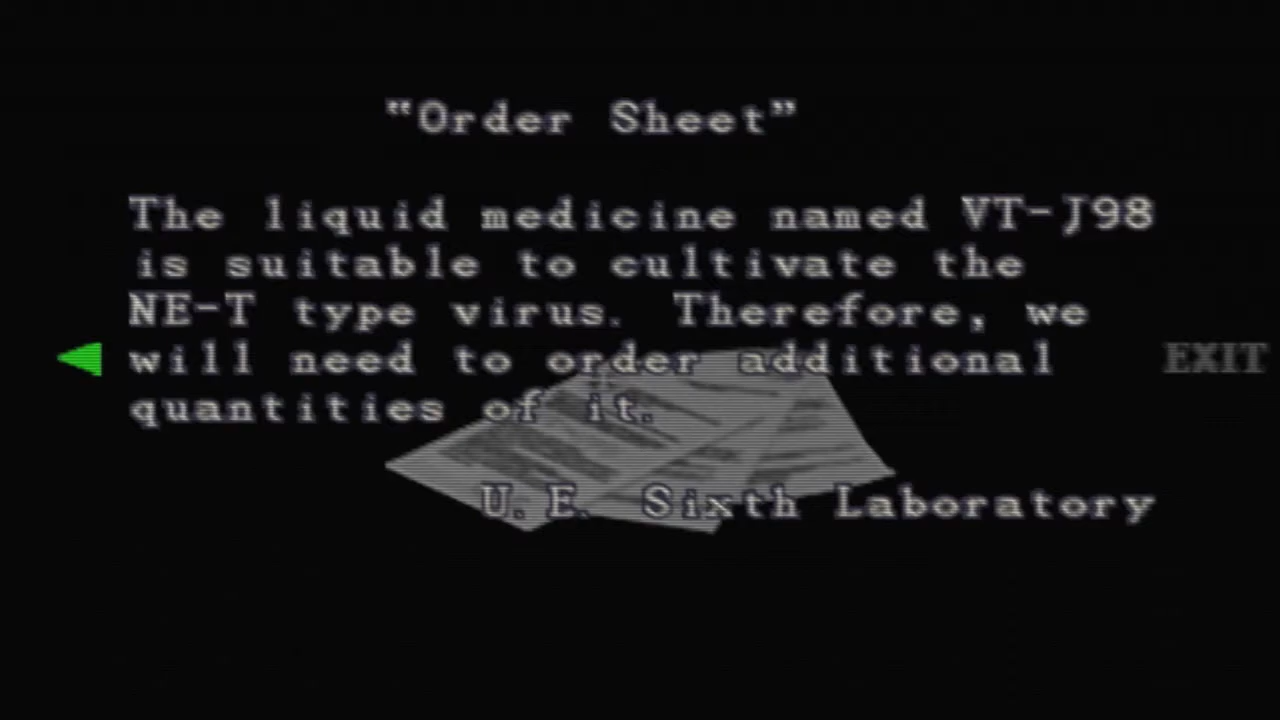 "Order Sheet"
The liquid medicine named VT-J98
is suitable to cultivate the
NE-T type virus. Therefore, we
will need to order additional
EXIT
quantities of it.
U.E. Sixth Laboratory